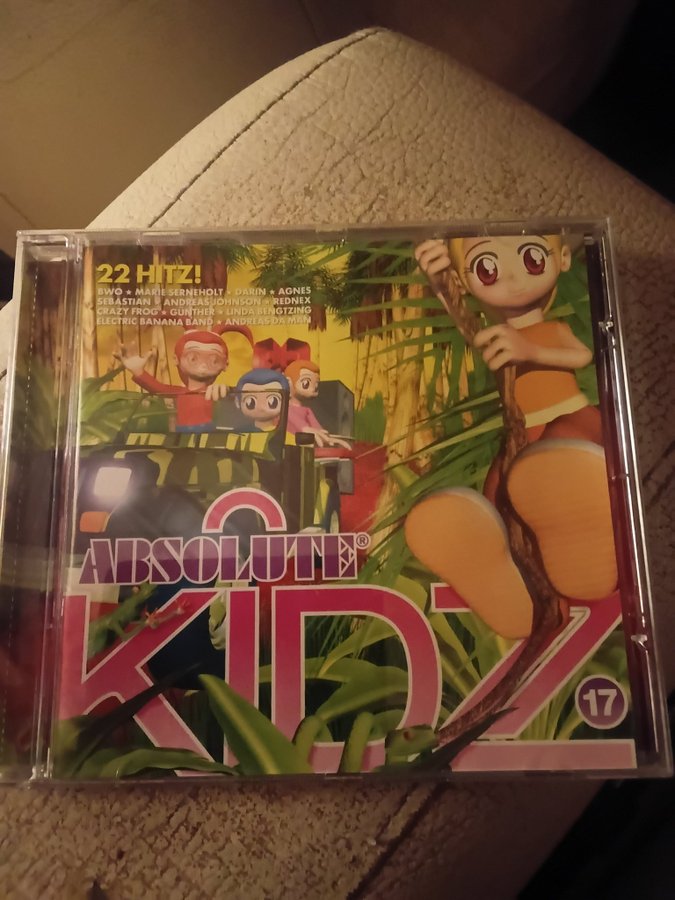 22 HITZ!
BWO ★ MARIE SERNEHOLT ★ DARIN ★ AGNES
SEBASTIAN ★ ANDREAS JOHNSON ★ REDNEX
CRAZY FROG ★ GÜNTHER ★ LINDA BENGTZING
ELECTRIC BANANA BAND ★ ANDREAS DA MAN
ABSOLUTE®
KIDZ
17